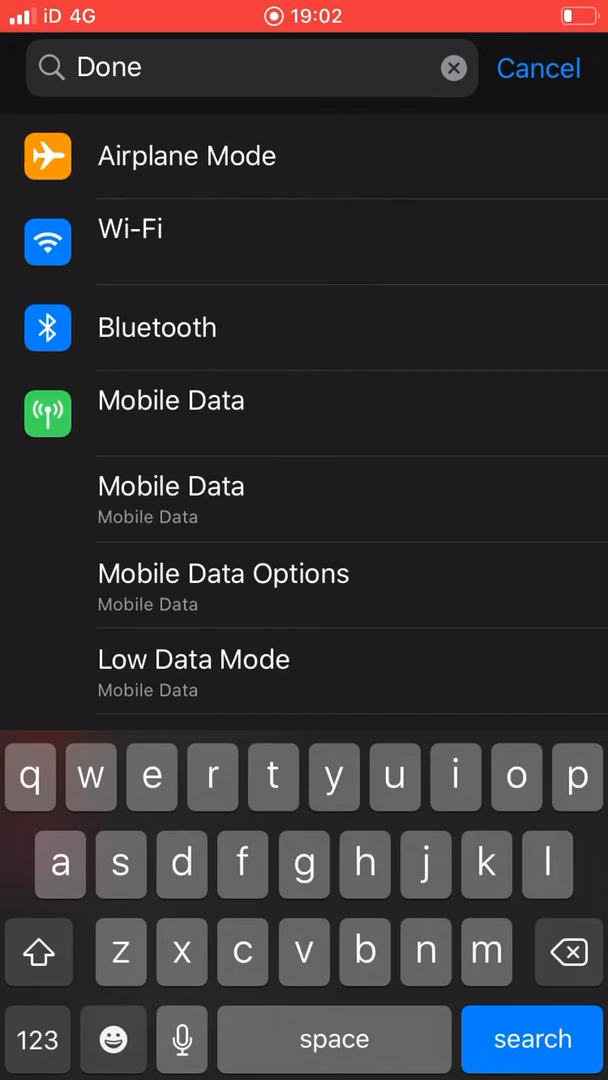 iD 4G 19:02
Done Cancel
Airplane Mode
Wi-Fi
Bluetooth
Mobile Data
Mobile Data
Mobile Data
Mobile Data Options
Mobile Data
Low Data Mode
Mobile Data
q w e r t y u i o p
a s d f g h j k l
z x c v b n m
123 space search